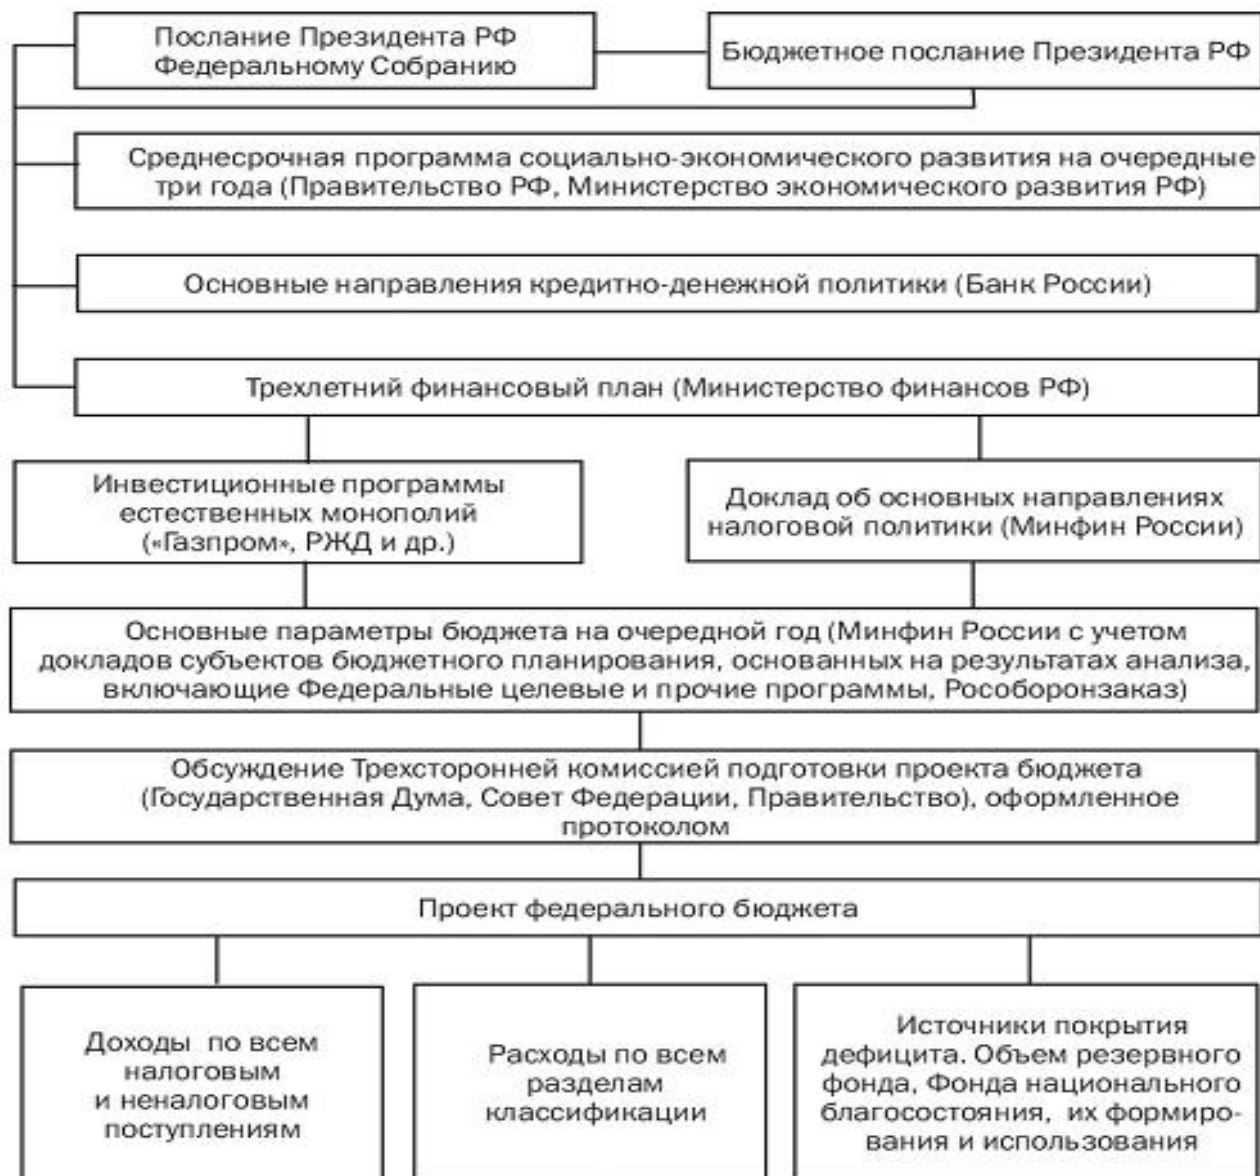 Послание Президента РФ
Федеральному Собранию
Бюджетное послание Президента РФ
Среднесрочная программа социально-экономического развития на очередные
три года (Правительство РФ, Министерство экономического развития РФ)
Основные направления кредитно-денежной политики (Банк России)
Трехлетний финансовый план (Министерство финансов РФ)
Инвестиционные программы
естественных монополий
(«Газпром», РЖД и др.)
Доклад об основных направлениях
налоговой политики (Минфин России)
Основные параметры бюджета на очередной год (Минфин России с учетом
докладов субъектов бюджетного планирования, основанных на результатах анализа,
включающие Федеральные целевые и прочие программы, Рособоронзаказ)
Обсуждение Трехсторонней комиссией подготовки проекта бюджета
(Государственная Дума, Совет Федерации, Правительство), оформленное
протоколом
Проект федерального бюджета
Доходы по всем
налоговым
и неналоговым
поступлениям
Расходы по всем
разделам
классификации
Источники покрытия
дефицита. Объем резервного
фонда, Фонда национального
благосостояния, их формиро-
вания и использования